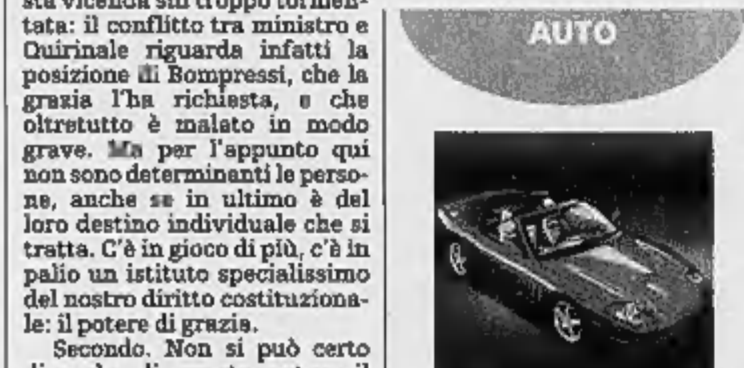 sta vicenda sin troppo tormen-
tata: il conflitto tra ministro e
Quirinale riguarda infatti la
posizione di Bompressi, che la
grazia l'ha richiesta, e che
oltretutto è malato in modo
grave. Ma per l'appunto qui
non sono determinanti le perso-
ne, anche se in ultimo è del
loro destino individuale che si
tratta. C'è in gioco di più, c'è in
palio un istituto specialissimo
del nostro diritto costituziona-
le: il potere di grazia.
Secondo. Non si può certo
il
AUTO